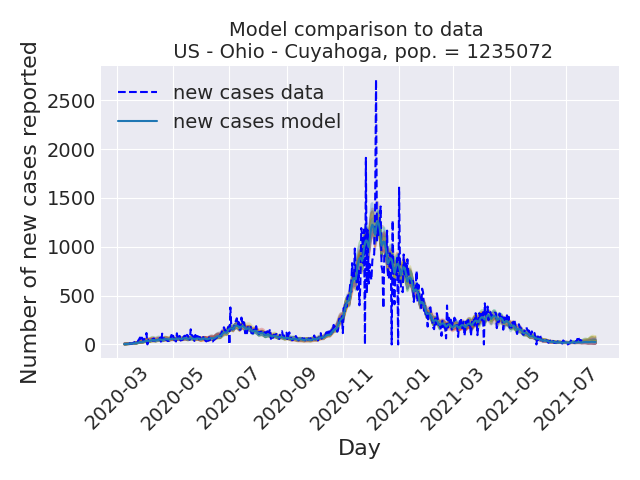 Model comparison to data
US - Ohio - Cuyahoga, pop. = 1235072
Number of new cases reported
2500
2000
1500
1000
500
0
new cases data
new cases model
2020-03
2020-05
2020-07
2020-09
2020-11
2021-01
2021-03
2021-05
2021-07
Day